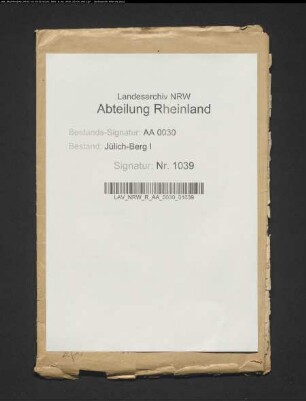 Landesarchiv NRW
Abteilung Rheinland
Bestands-Signatur: AA 0030
Bestand: Jülich-Berg I
Signatur: Nr. 1039
LAV_NRW_R_AA_0030_01039